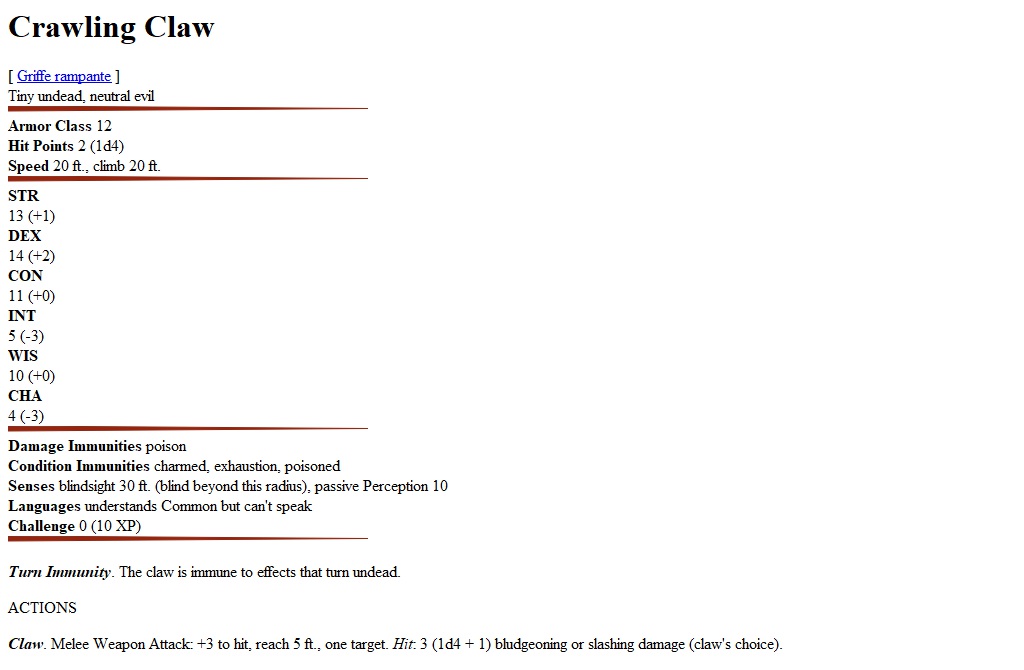 Crawling Claw
[ Griffe rampante ]
Tiny undead, neutral evil
Armor Class 12
Hit Points 2 (1d4)
Speed 20 ft., climb 20 ft.
STR
13 (+1)
DEX
14 (+2)
CON
11 (+0)
INT
5 (-3)
WIS
10 (+0)
CHA
4 (-3)
Damage Immunities poison
Condition Immunities charmed, exhaustion, poisoned
Senses blindsight 30 ft. (blind beyond this radius), passive Perception 10
Languages understands Common but can't speak
Challenge 0 (10 XP)
Turn Immunity. The claw is immune to effects that turn undead.
ACTIONS
Claw. Melee Weapon Attack: +3 to hit, reach 5 ft., one target. Hit: 3 (1d4 + 1) bludgeoning or slashing damage (claw's choice).